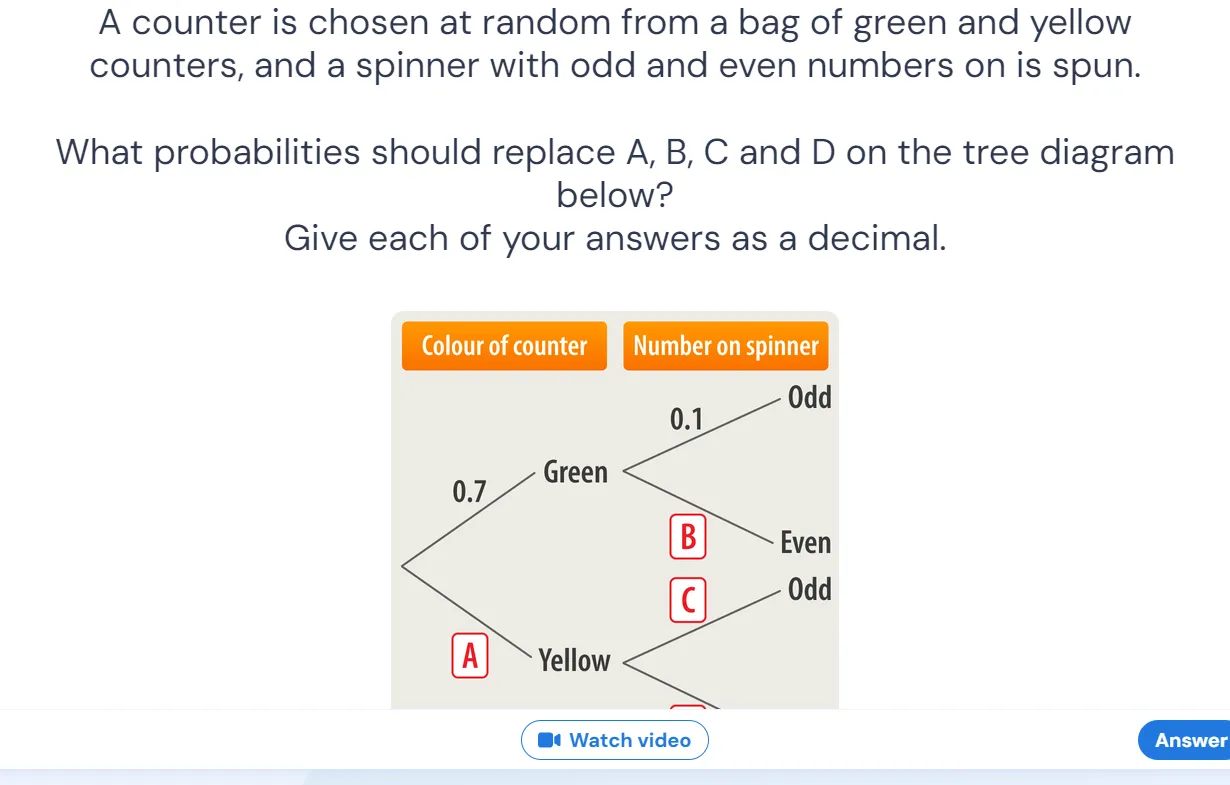 A counter is chosen at random from a bag of green and yellow
counters, and a spinner with odd and even numbers on is spun.
What probabilities should replace A, B, C and D on the tree diagram
below?
Give each of your answers as a decimal.
Colour of counter
Number on spinner
Odd
0.1
Green
0.7
B
Even
Odd
C
A
Yellow
Watch video
Answer